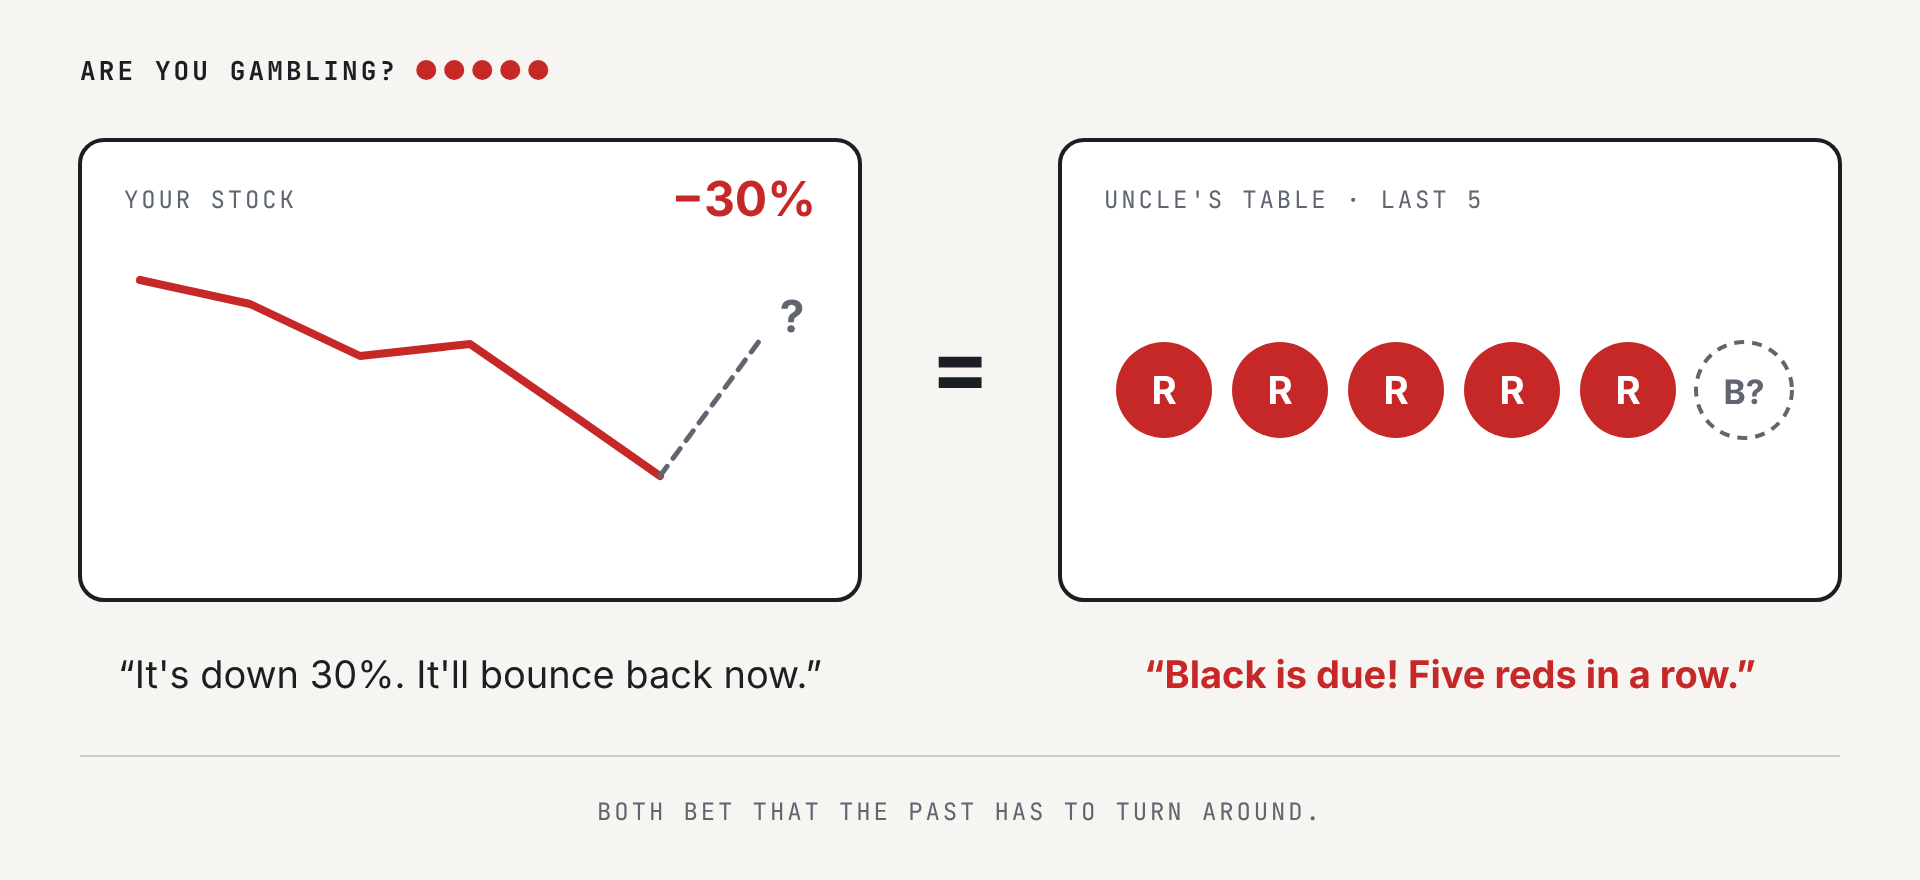 ARE YOU GAMBLING?
YOUR STOCK
−30%
?
=
UNCLE'S TABLE · LAST 5
R R R R R B?
“It's down 30%. It'll bounce back now.”
“Black is due! Five reds in a row.”
BOTH BET THAT THE PAST HAS TO TURN AROUND.